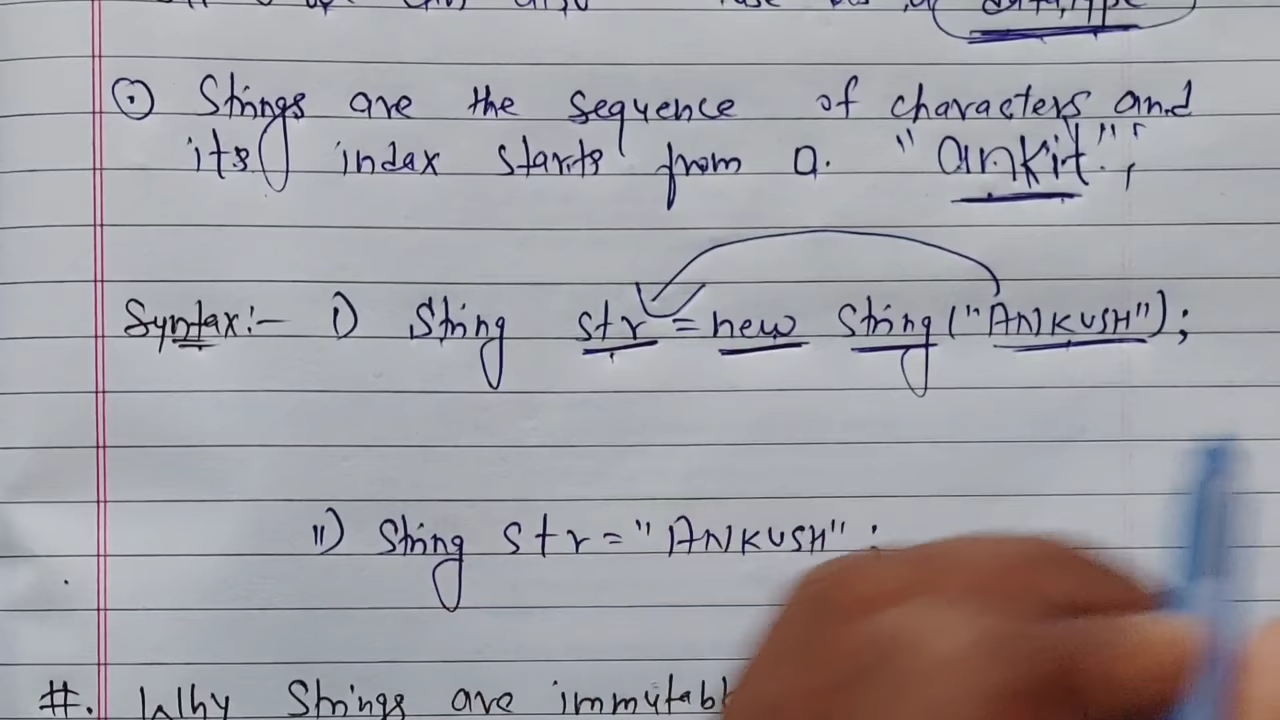 Strings are the sequence of characters and
its index starts from 0. "ankit";
Syntax:- i) String str = new String("ANKUSH");
ii) String str = "ANKUSH";
#. Why Strings are